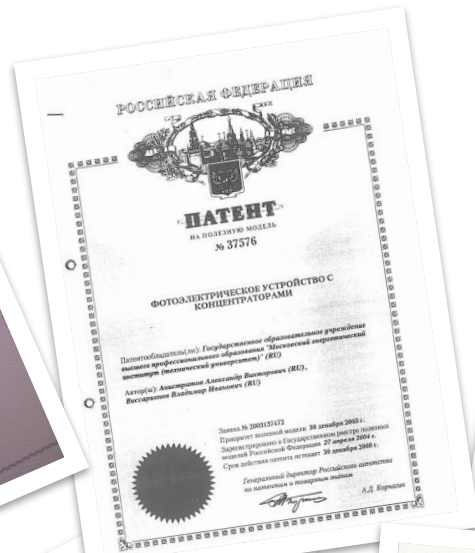 РОССИЙСКАЯ ФЕДЕРАЦИЯ
ПАТЕНТ
НА ПОЛЕЗНУЮ МОДЕЛЬ
№ 37576
ФОТОЭЛЕКТРИЧЕСКОЕ УСТРОЙСТВО С
КОНЦЕНТРАТОРАМИ
Патентообладатель(ли): Государственное образовательное учреждение
высшего профессионального образования "Московский энергетический
институт (технический университет)" (RU)
Автор(ы): Анистратов Александр Викторович (RU),
Виссарионов Владимир Иванович (RU)
Заявка № 2003137472
Приоритет полезной модели 30 декабря 2003 г.
Зарегистрировано в Государственном реестре полезных
моделей Российской Федерации 27 апреля 2004 г.
Срок действия патента истекает 30 декабря 2008 г.
Генеральный директор Российского агентства
по патентам и товарным знакам
А.Д. Корчагин